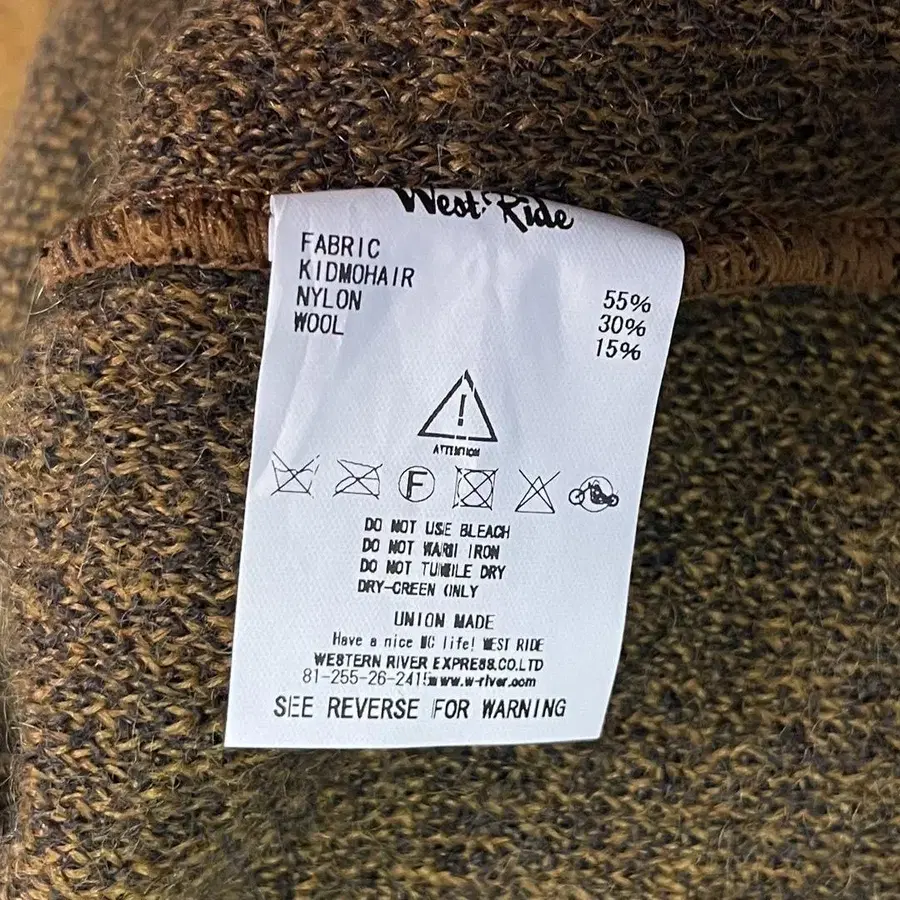 West Ride
FABRIC
KIDMOHAIR 55%
NYLON 30%
WOOL 15%
ATTENTION
F
DO NOT USE BLEACH
DO NOT WARM IRON
DO NOT TUMBLE DRY
DRY-CREEN ONLY
UNION MADE
Have a nice MC life! WEST RIDE
WESTERN RIVER EXPRESS.CO.LTD
81-255-26-2415 www.w-river.com
SEE REVERSE FOR WARNING